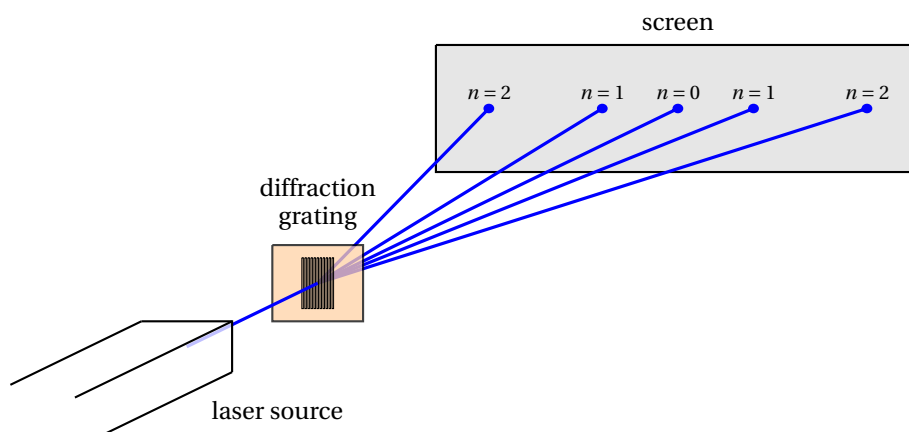 screen
n = 2
n = 1
n = 0
n = 1
n = 2
diffraction
grating
laser source